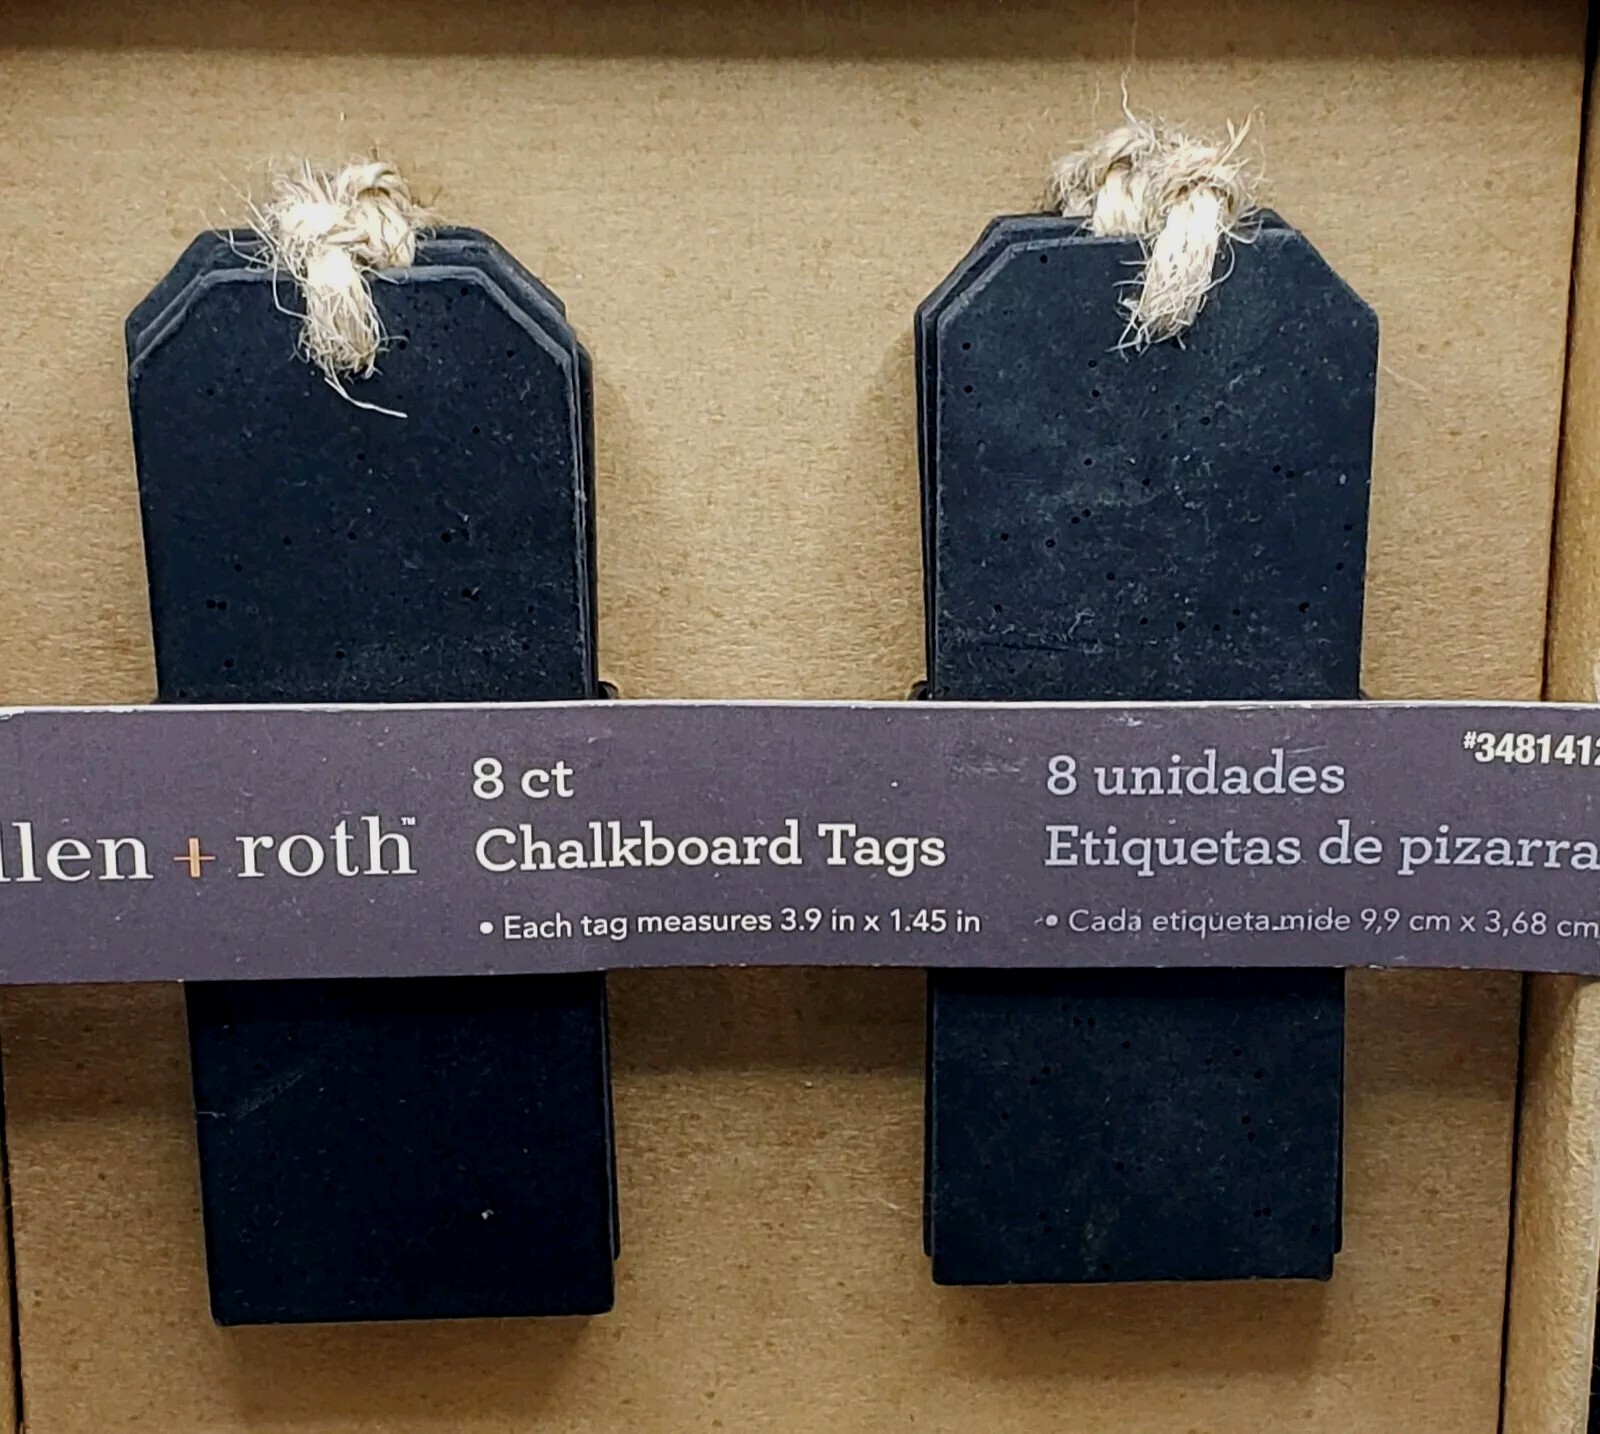 llen + roth™
8 ct
Chalkboard Tags
• Each tag measures 3.9 in x 1.45 in
8 unidades
Etiquetas de pizarra
• Cada etiqueta mide 9,9 cm x 3,68 cm
#3481412